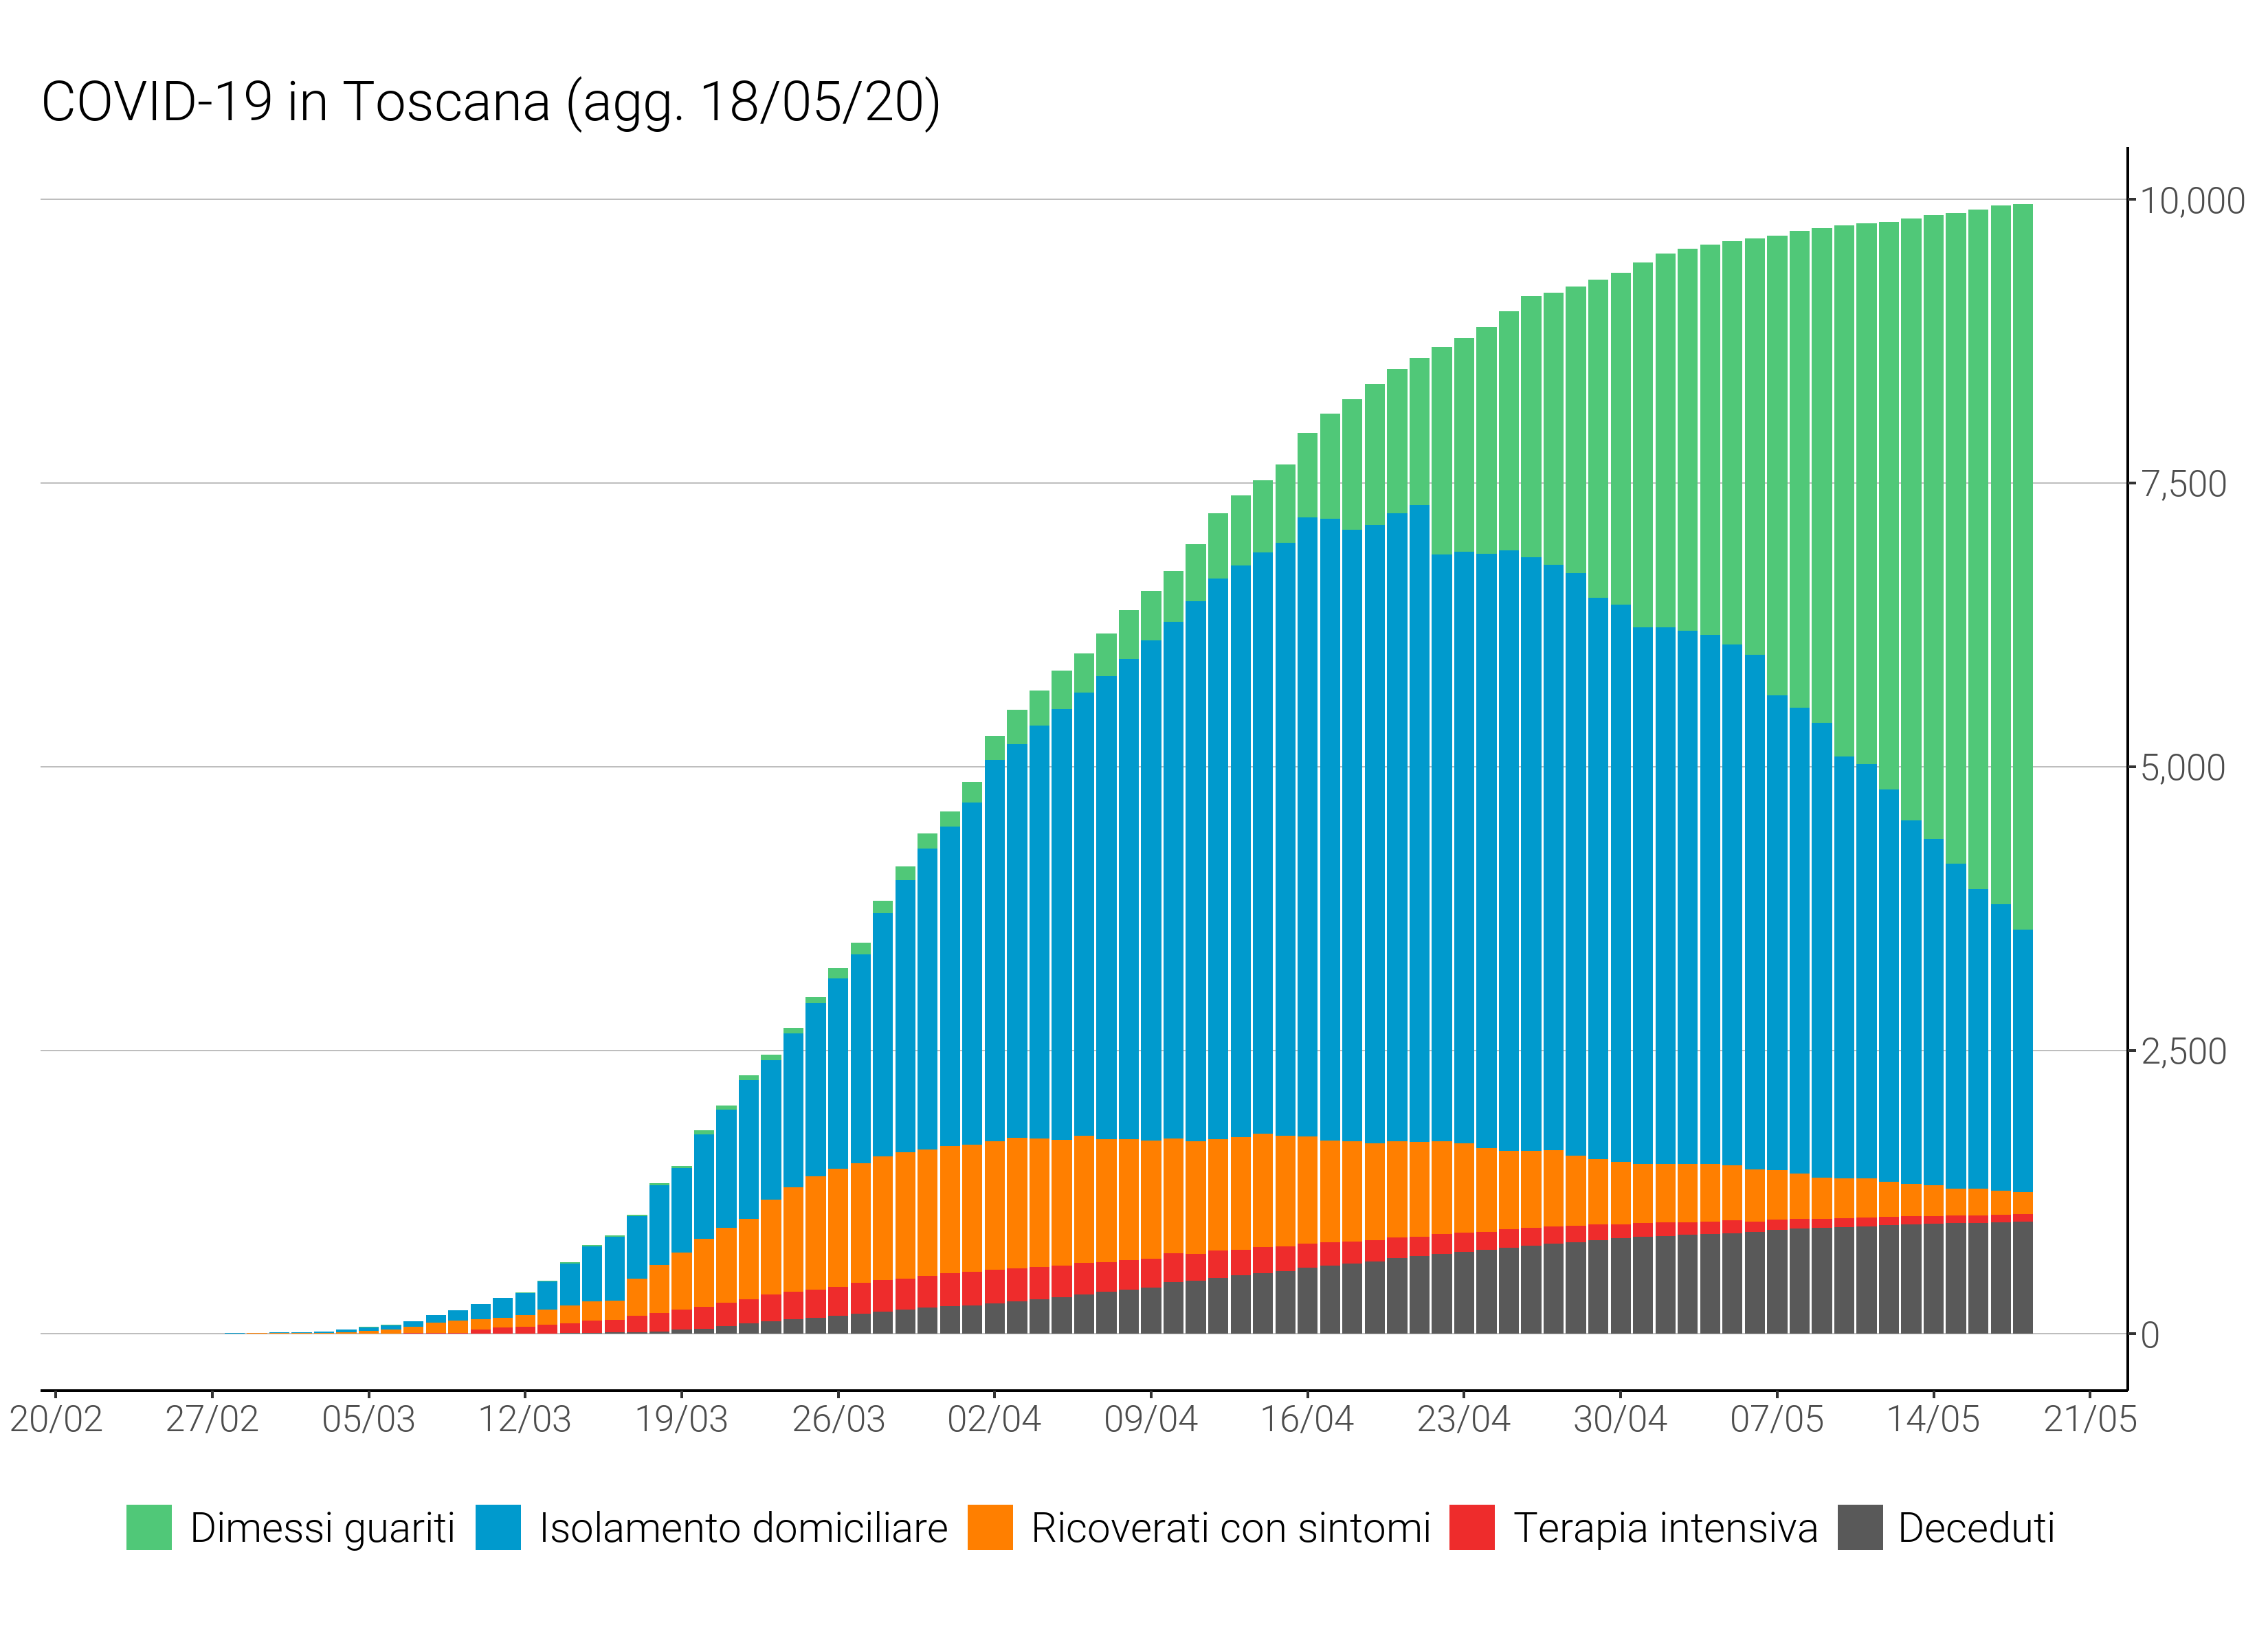 COVID-19 in Toscana (agg. 18/05/20)
10,000
7,500
5,000
2,500
0
20/02 27/02 05/03 12/03 19/03 26/03 02/04 09/04 16/04 23/04 30/04 07/05 14/05 21/05
Dimessi guariti Isolamento domiciliare Ricoverati con sintomi Terapia intensiva Deceduti